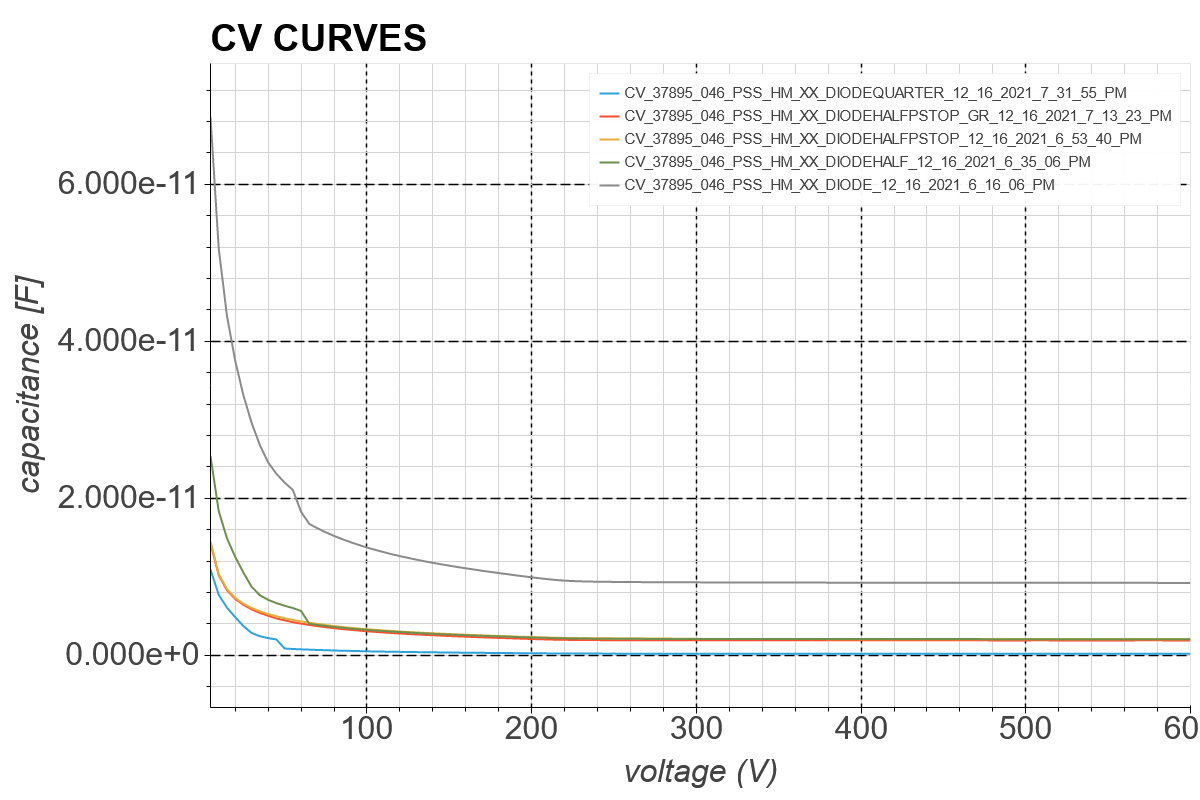 CV CURVES
CV_37895_046_PSS_HM_XX_DIODEQUARTER_12_16_2021_7_31_55_PM
CV_37895_046_PSS_HM_XX_DIODEHALFPSTOP_GR_12_16_2021_7_13_23_PM
CV_37895_046_PSS_HM_XX_DIODEHALFPSTOP_12_16_2021_6_53_40_PM
CV_37895_046_PSS_HM_XX_DIODEHALF_12_16_2021_6_35_06_PM
CV_37895_046_PSS_HM_XX_DIODE_12_16_2021_6_16_06_PM
6.000e-11
4.000e-11
2.000e-11
0.000e+0
capacitance [F]
100 200 300 400 500 60
voltage (V)